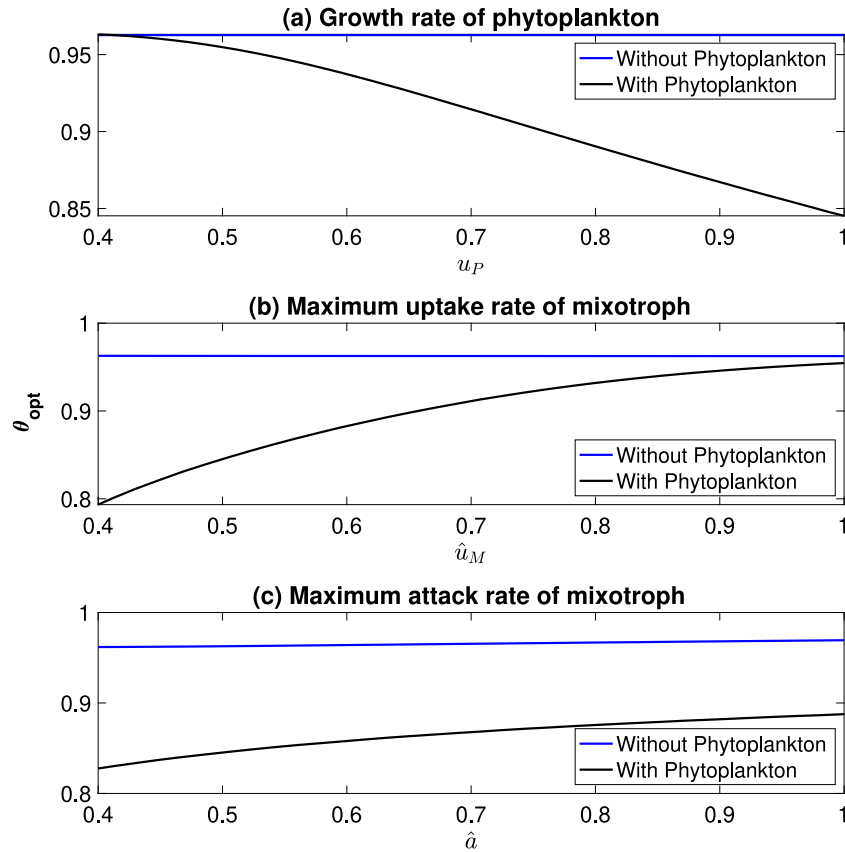 (a) Growth rate of phytoplankton
0.95
0.9
0.85
Without Phytoplankton
With Phytoplankton
0.4 0.5 0.6 0.7 0.8 0.9 1
u_P
(b) Maximum uptake rate of mixotroph
1
0.9
0.8
θ_opt
Without Phytoplankton
With Phytoplankton
0.4 0.5 0.6 0.7 0.8 0.9 1
û_M
(c) Maximum attack rate of mixotroph
1
0.9
0.8
Without Phytoplankton
With Phytoplankton
0.4 0.5 0.6 0.7 0.8 0.9 1
â